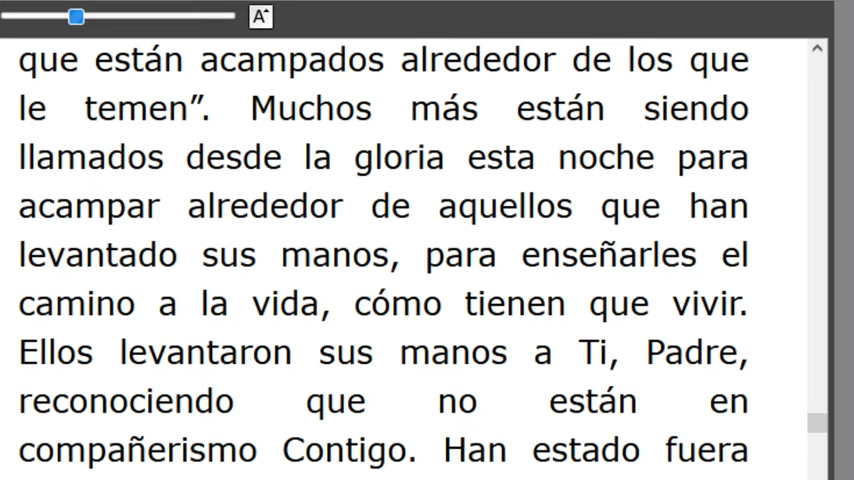 A
que están acampados alrededor de los que
le temen”. Muchos más están siendo
llamados desde la gloria esta noche para
acampar alrededor de aquellos que han
levantado sus manos, para enseñarles el
camino a la vida, cómo tienen que vivir.
Ellos levantaron sus manos a Ti, Padre,
reconociendo que no están en
compañerismo Contigo. Han estado fuera